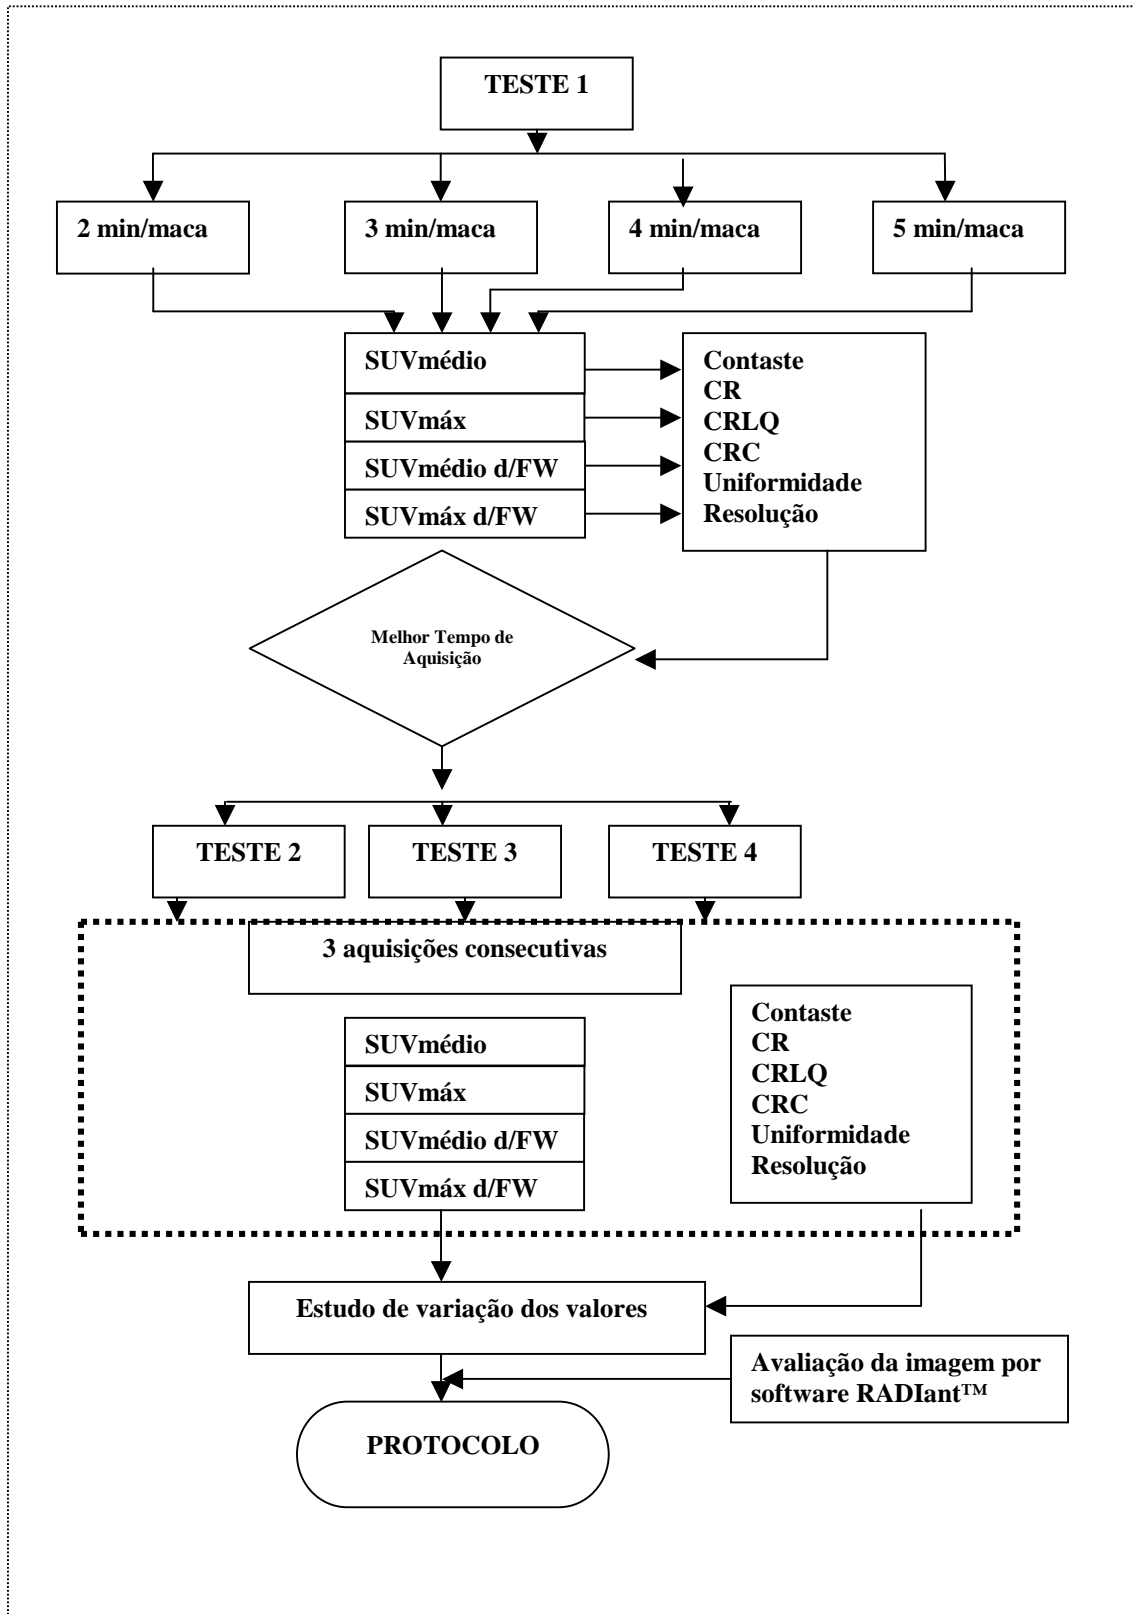 TESTE 1
2 min/maca
3 min/maca
4 min/maca
5 min/maca
SUVmédio
SUVmáx
SUVmédio d/FW
SUVmáx d/FW
Contaste
CR
CRLQ
CRC
Uniformidade
Resolução
Melhor Tempo de
Aquisição
TESTE 2
TESTE 3
TESTE 4
3 aquisições consecutivas
SUVmédio
SUVmáx
SUVmédio d/FW
SUVmáx d/FW
Contaste
CR
CRLQ
CRC
Uniformidade
Resolução
Estudo de variação dos valores
Avaliação da imagem por
software RADIant™
PROTOCOLO